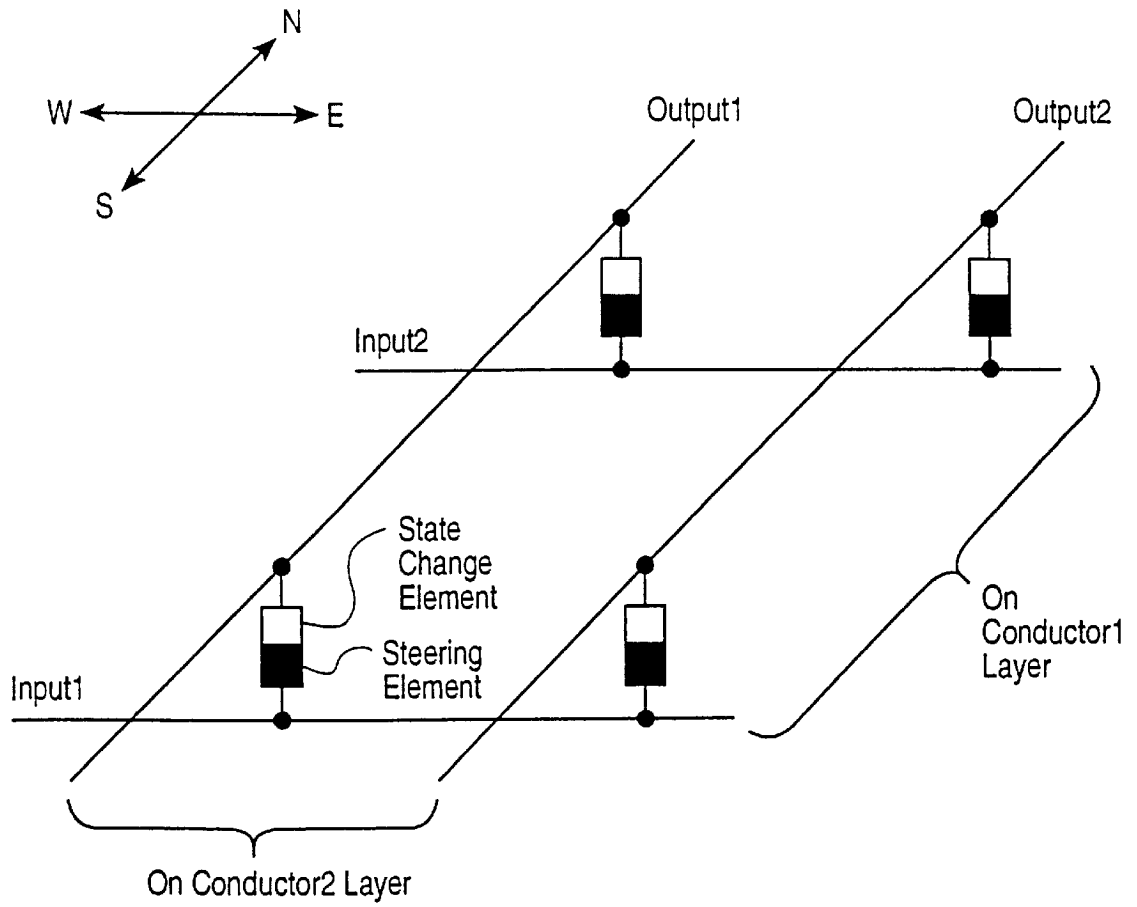 N
W
E
S
Output1
Output2
Input2
State
Change
Element
Steering
Element
Input1
On
Conductor1
Layer
On Conductor2 Layer